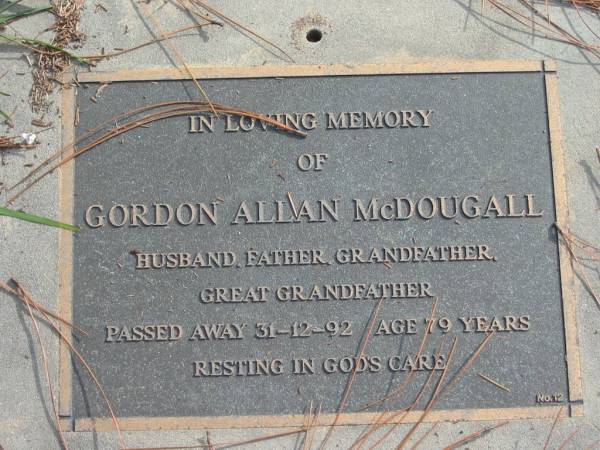 IN LOVING MEMORY
OF
GORDON ALLAN McDOUGALL
HUSBAND, FATHER, GRANDFATHER,
GREAT GRANDFATHER
PASSED AWAY 31-12-92 AGE 79 YEARS
RESTING IN GOD'S CARE
No.12